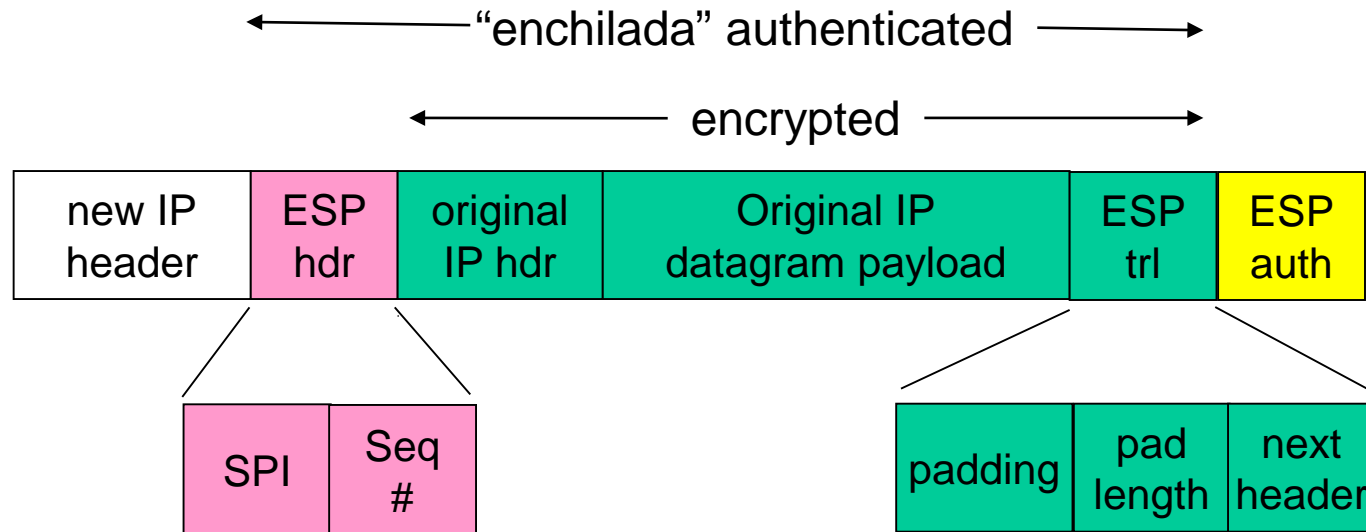 “enchilada” authenticated
encrypted
new IP
header
ESP
hdr
original
IP hdr
Original IP
datagram payload
ESP
trl
ESP
auth
SPI
Seq
#
padding
pad
length
next
header